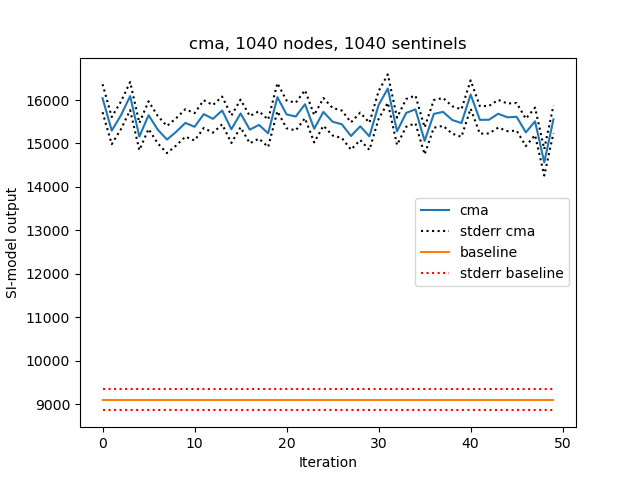 cma, 1040 nodes, 1040 sentinels
SI-model output
16000
15000
14000
13000
12000
11000
10000
9000
cma
stderr cma
baseline
stderr baseline
0 10 20 30 40 50
Iteration